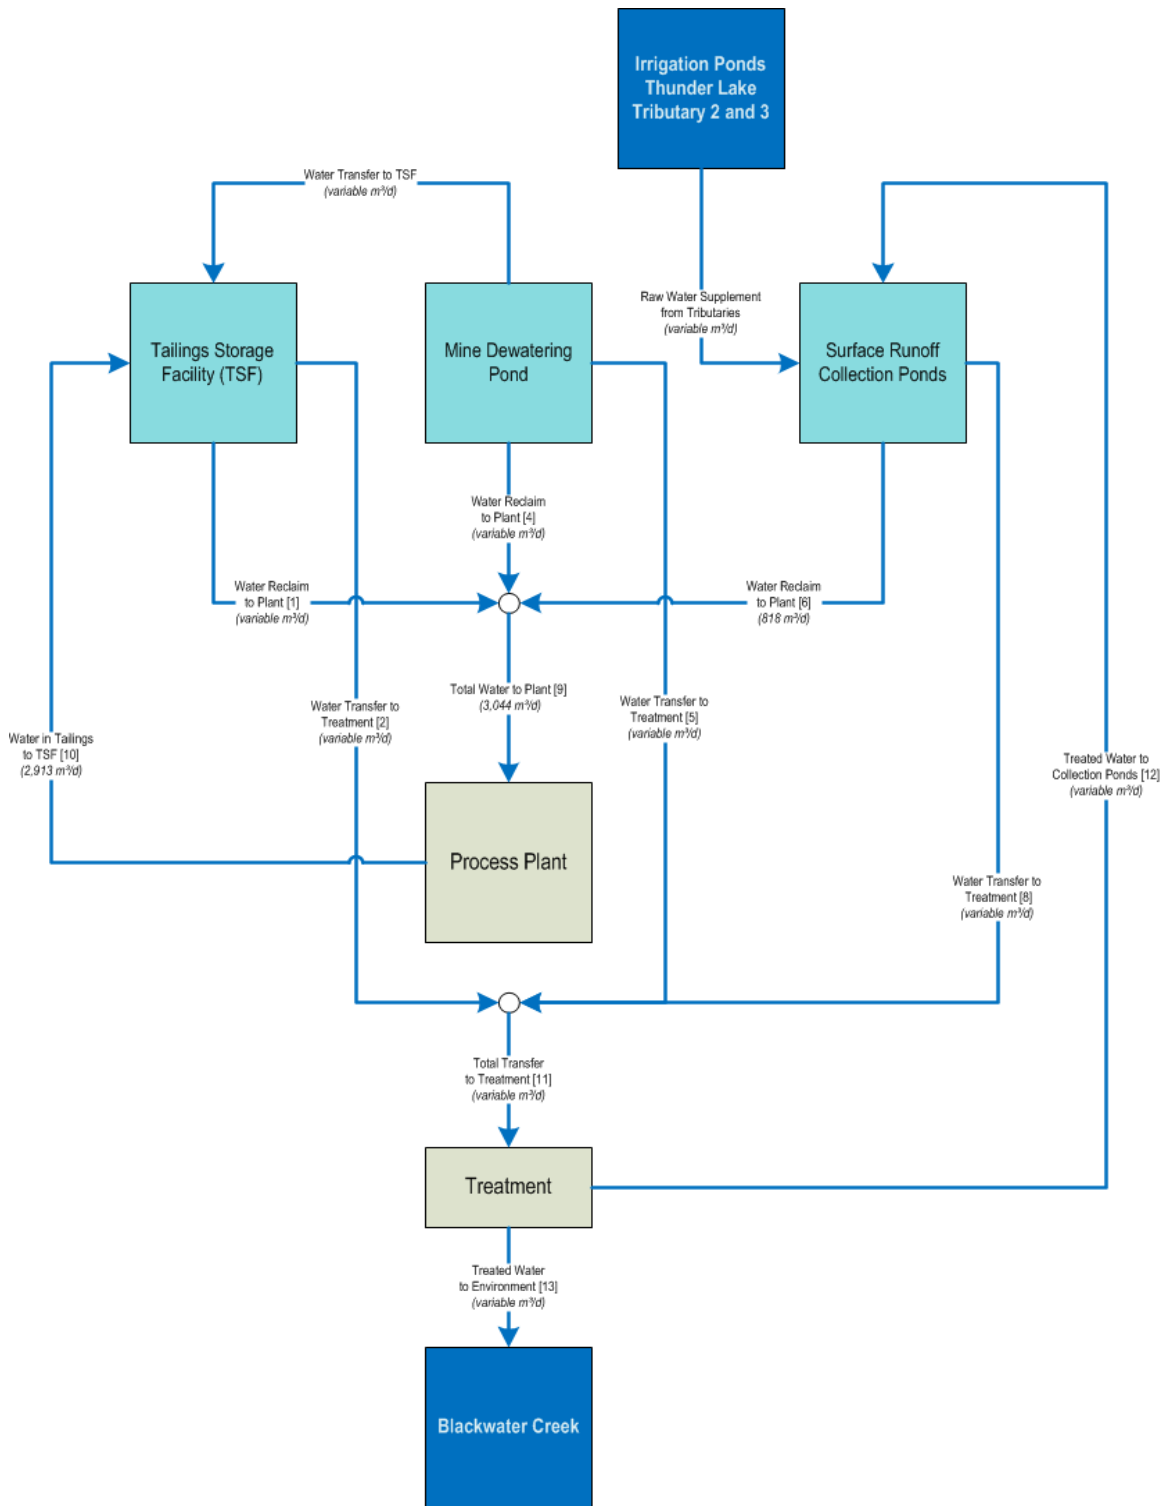 Irrigation Ponds
Thunder Lake
Tributary 2 and 3
Water Transfer to TSF
(variable m³/d)
Raw Water Supplement
from Tributaries
(variable m³/d)
Tailings Storage
Facility (TSF)
Mine Dewatering
Pond
Surface Runoff
Collection Ponds
Water Reclaim
to Plant [4]
(variable m³/d)
Water Reclaim
to Plant [1]
(variable m³/d)
Water Reclaim
to Plant [6]
(818 m³/d)
Total Water to Plant [9]
(3,044 m³/d)
Water Transfer to
Treatment [2]
(variable m³/d)
Water Transfer to
Treatment [5]
(variable m³/d)
Water in Tailings
to TSF [10]
(2,913 m³/d)
Treated Water to
Collection Ponds [12]
(variable m³/d)
Process Plant
Water Transfer to
Treatment [8]
(variable m³/d)
Total Transfer
to Treatment [11]
(variable m³/d)
Treatment
Treated Water
to Environment [13]
(variable m³/d)
Blackwater Creek